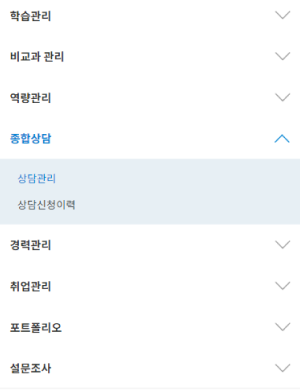 학습관리
비교과 관리
역량관리
종합상담
상담관리
상담신청이력
경력관리
취업관리
포트폴리오
설문조사